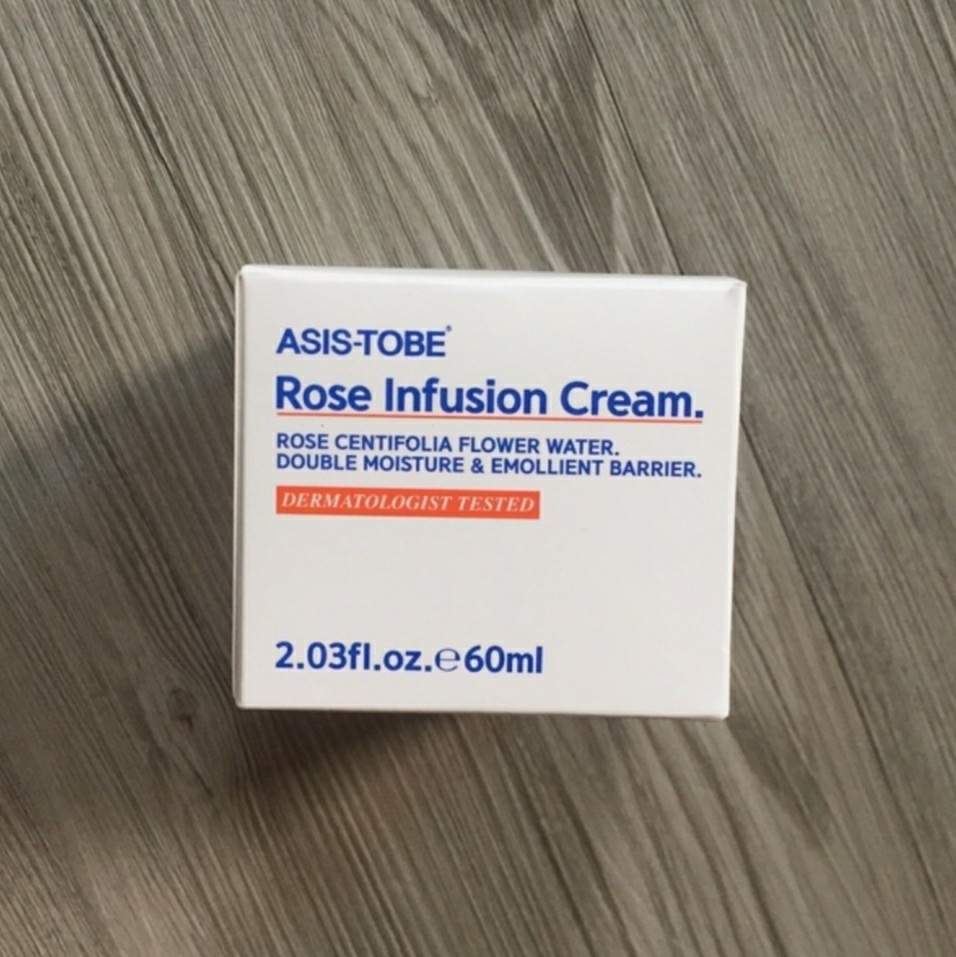 ASIS-TOBE®
Rose Infusion Cream.
ROSE CENTIFOLIA FLOWER WATER.
DOUBLE MOISTURE & EMOLLIENT BARRIER.
DERMATOLOGIST TESTED
2.03fl.oz.℮60ml